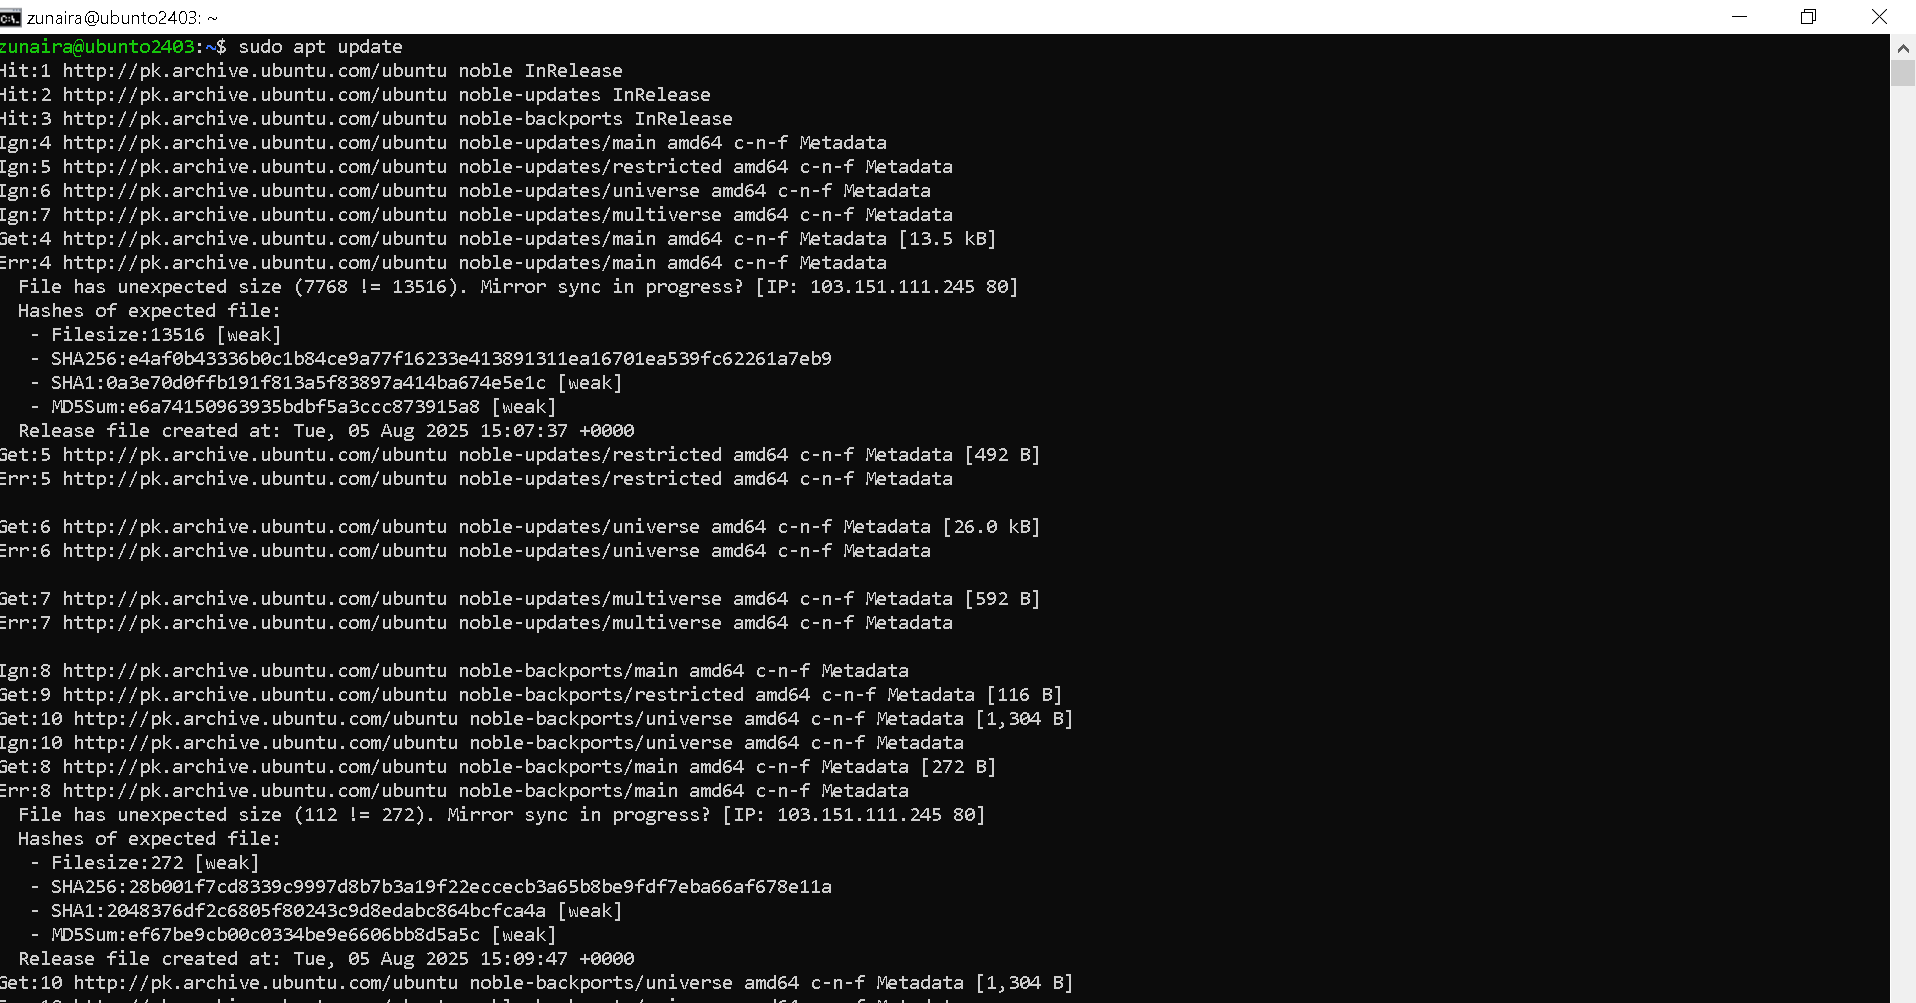 zunaira@ubunto2403: ~
zunaira@ubunto2403:~$ sudo apt update
Hit:1 http://pk.archive.ubuntu.com/ubuntu noble InRelease
Hit:2 http://pk.archive.ubuntu.com/ubuntu noble-updates InRelease
Hit:3 http://pk.archive.ubuntu.com/ubuntu noble-backports InRelease
Ign:4 http://pk.archive.ubuntu.com/ubuntu noble-updates/main amd64 c-n-f Metadata
Ign:5 http://pk.archive.ubuntu.com/ubuntu noble-updates/restricted amd64 c-n-f Metadata
Ign:6 http://pk.archive.ubuntu.com/ubuntu noble-updates/universe amd64 c-n-f Metadata
Ign:7 http://pk.archive.ubuntu.com/ubuntu noble-updates/multiverse amd64 c-n-f Metadata
Get:4 http://pk.archive.ubuntu.com/ubuntu noble-updates/main amd64 c-n-f Metadata [13.5 kB]
Err:4 http://pk.archive.ubuntu.com/ubuntu noble-updates/main amd64 c-n-f Metadata
File has unexpected size (7768 != 13516). Mirror sync in progress? [IP: 103.151.111.245 80]
Hashes of expected file:
- Filesize:13516 [weak]
- SHA256:e4af0b43336b0c1b84ce9a77f16233e413891311ea16701ea539fc62261a7eb9
- SHA1:0a3e70d0ffb191f813a5f83897a414ba674e5e1c [weak]
- MD5Sum:e6a74150963935bdbf5a3ccc873915a8 [weak]
Release file created at: Tue, 05 Aug 2025 15:07:37 +0000
Get:5 http://pk.archive.ubuntu.com/ubuntu noble-updates/restricted amd64 c-n-f Metadata [492 B]
Err:5 http://pk.archive.ubuntu.com/ubuntu noble-updates/restricted amd64 c-n-f Metadata
Get:6 http://pk.archive.ubuntu.com/ubuntu noble-updates/universe amd64 c-n-f Metadata [26.0 kB]
Err:6 http://pk.archive.ubuntu.com/ubuntu noble-updates/universe amd64 c-n-f Metadata
Get:7 http://pk.archive.ubuntu.com/ubuntu noble-updates/multiverse amd64 c-n-f Metadata [592 B]
Err:7 http://pk.archive.ubuntu.com/ubuntu noble-updates/multiverse amd64 c-n-f Metadata
Ign:8 http://pk.archive.ubuntu.com/ubuntu noble-backports/main amd64 c-n-f Metadata
Get:9 http://pk.archive.ubuntu.com/ubuntu noble-backports/restricted amd64 c-n-f Metadata [116 B]
Get:10 http://pk.archive.ubuntu.com/ubuntu noble-backports/universe amd64 c-n-f Metadata [1,304 B]
Ign:10 http://pk.archive.ubuntu.com/ubuntu noble-backports/universe amd64 c-n-f Metadata
Get:8 http://pk.archive.ubuntu.com/ubuntu noble-backports/main amd64 c-n-f Metadata [272 B]
Err:8 http://pk.archive.ubuntu.com/ubuntu noble-backports/main amd64 c-n-f Metadata
File has unexpected size (112 != 272). Mirror sync in progress? [IP: 103.151.111.245 80]
Hashes of expected file:
- Filesize:272 [weak]
- SHA256:28b001f7cd8339c9997d8b7b3a19f22eccecb3a65b8be9fdf7eba66af678e11a
- SHA1:2048376df2c6805f80243c9d8edabc864bcfca4a [weak]
- MD5Sum:ef67be9cb00c0334be9e6606bb8d5a5c [weak]
Release file created at: Tue, 05 Aug 2025 15:09:47 +0000
Get:10 http://pk.archive.ubuntu.com/ubuntu noble-backports/universe amd64 c-n-f Metadata [1,304 B]